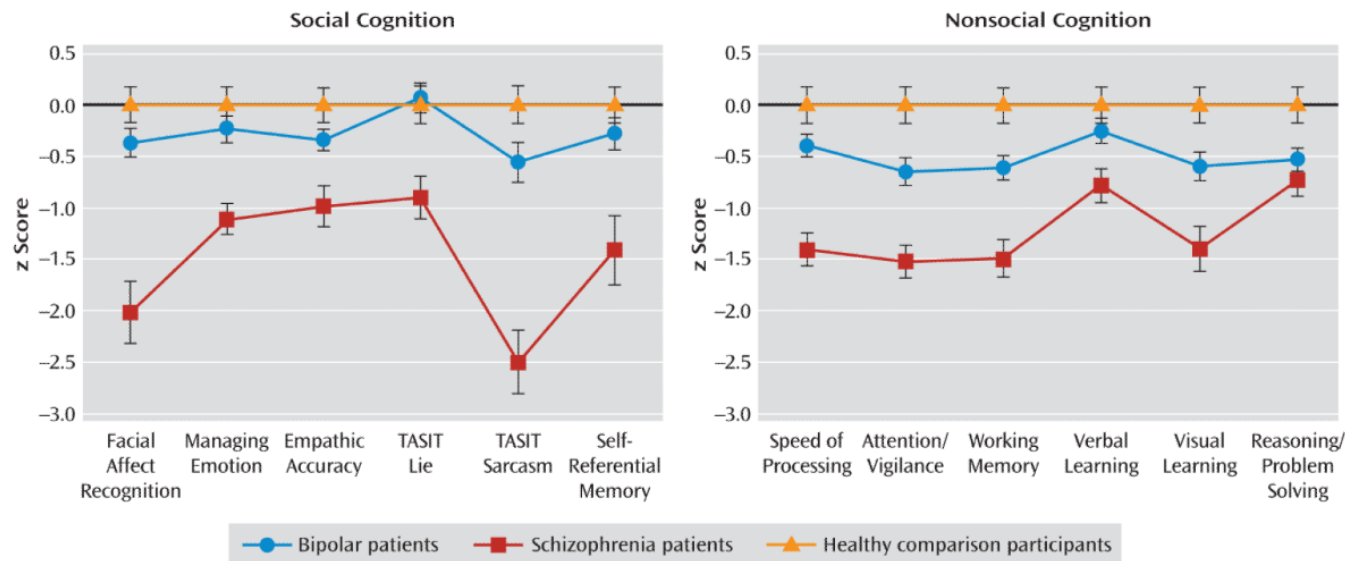 Social Cognition
Nonsocial Cognition
z Score
0.5
0.0
−0.5
−1.0
−1.5
−2.0
−2.5
−3.0
Facial
Affect
Recognition
Managing
Emotion
Empathic
Accuracy
TASIT
Lie
TASIT
Sarcasm
Self-
Referential
Memory
z Score
0.5
0.0
−0.5
−1.0
−1.5
−2.0
−2.5
−3.0
Speed of
Processing
Attention/
Vigilance
Working
Memory
Verbal
Learning
Visual
Learning
Reasoning/
Problem
Solving
Bipolar patients
Schizophrenia patients
Healthy comparison participants